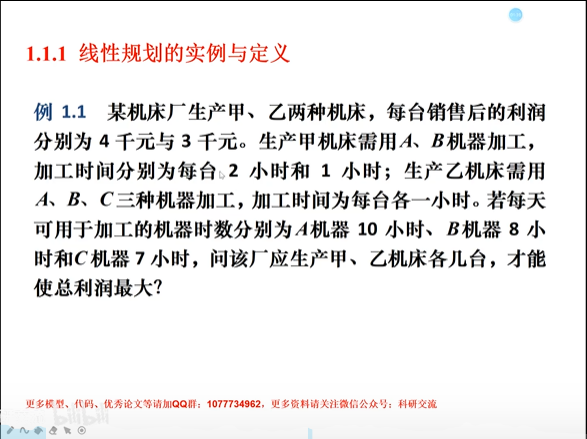 1.1.1 线性规划的实例与定义
例 1.1 某机床厂生产甲、乙两种机床，每台销售后的利润
分别为 4 千元与 3 千元。生产甲机床需用A、B机器加工，
加工时间分别为每台 2 小时和 1 小时；生产乙机床需用
A、B、C三种机器加工，加工时间为每台各一小时。若每天
可用于加工的机器时数分别为A机器 10 小时、B机器 8 小
时和C机器 7 小时，问该厂应生产甲、乙机床各几台，才能
使总利润最大？
更多模型、代码、优秀论文等请加QQ群：1077734962，更多资料请关注微信公众号：科研交流
bilibili